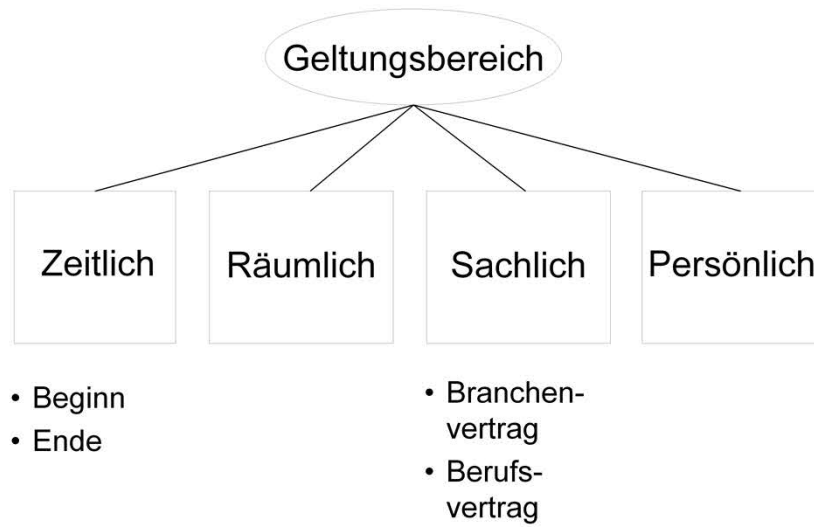 Geltungsbereich
Zeitlich
Räumlich
Sachlich
Persönlich
• Beginn
• Ende
• Branchen-
vertrag
• Berufs-
vertrag